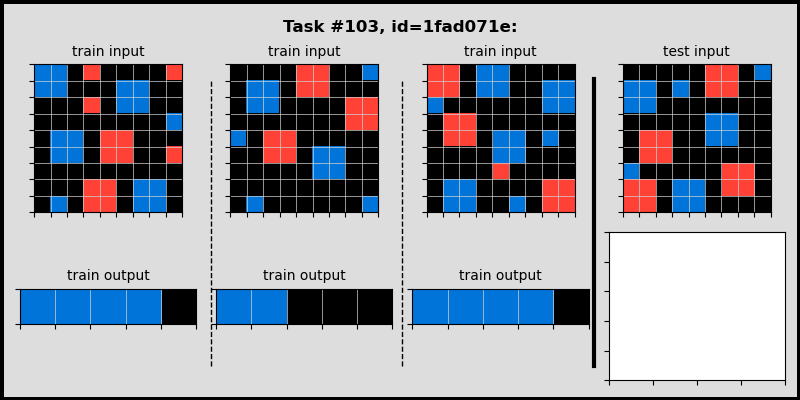 Task #103, id=1fad071e:
train input
train input
train input
test input
train output
train output
train output